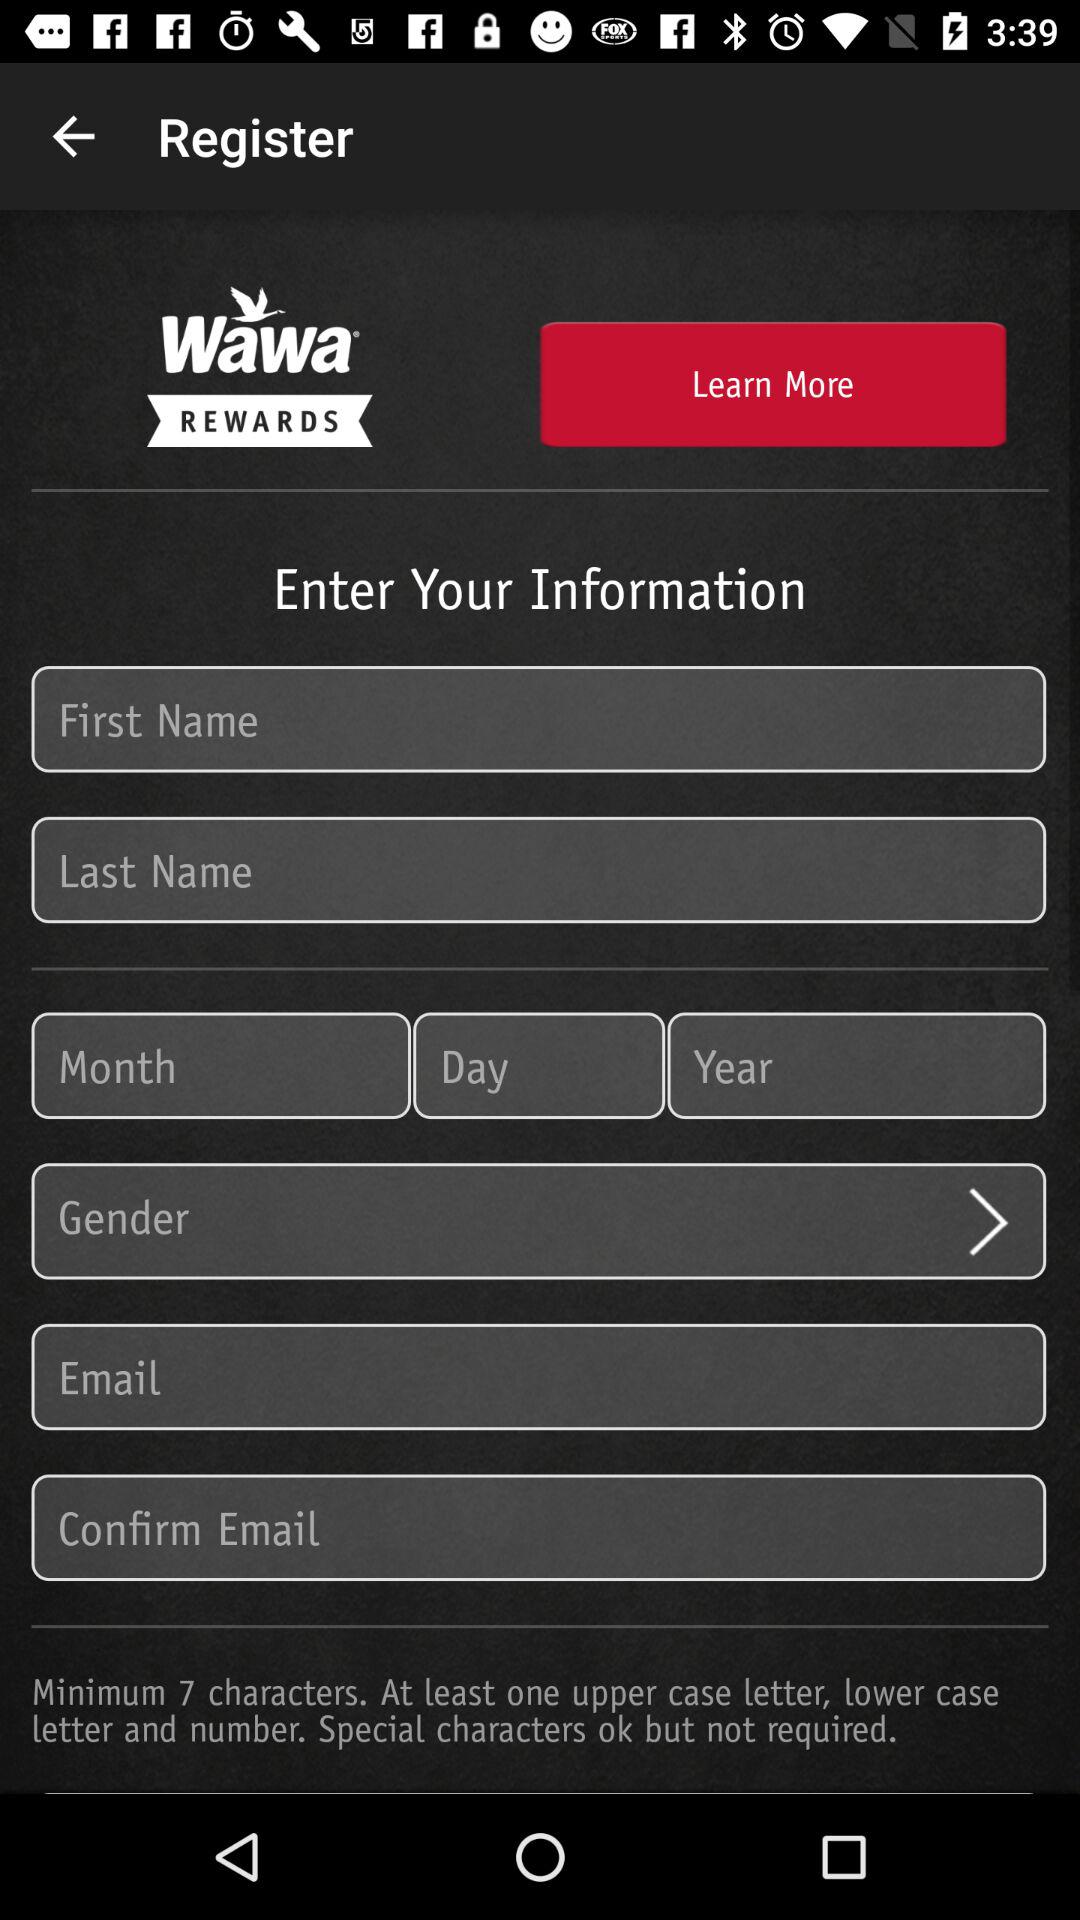 3:39
Register
Wawa®
REWARDS
Learn More
Enter Your Information
First Name
Last Name
Month Day Year
Gender
Email
Confirm Email
Minimum 7 characters. At least one upper case letter, lower case
letter and number. Special characters ok but not required.